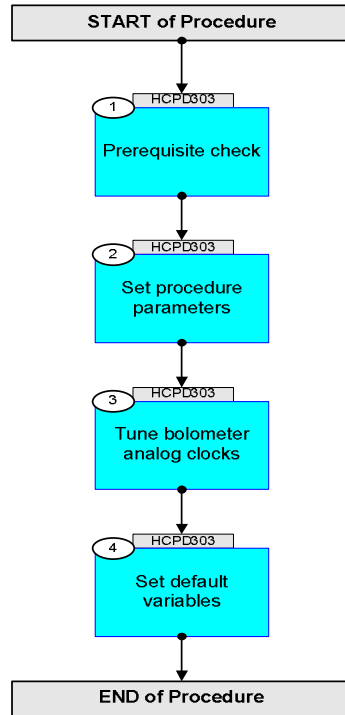 START of Procedure
HCPD303
1
Prerequisite check
HCPD303
2
Set procedure
parameters
HCPD303
3
Tune bolometer
analog clocks
HCPD303
4
Set default
variables
END of Procedure